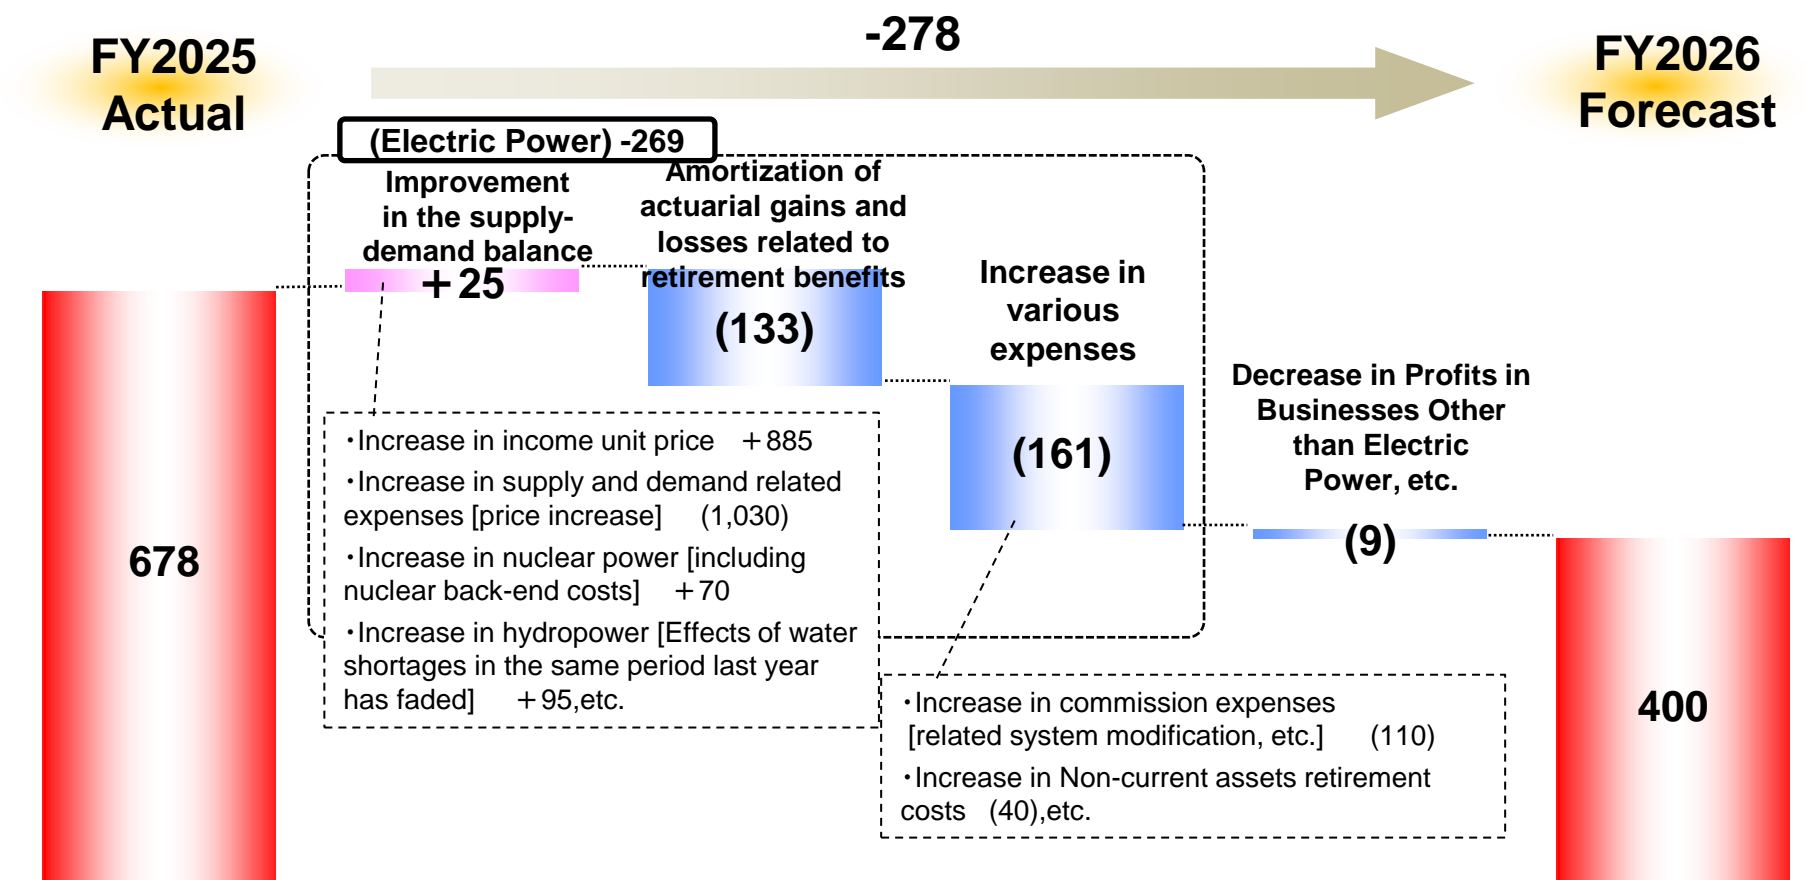 FY2025
Actual
-278
FY2026
Forecast
(Electric Power) -269
Improvement
in the supply-
demand balance
＋25
Amortization of
actuarial gains and
losses related to
retirement benefits
(133)
Increase in
various
expenses
(161)
Decrease in Profits in
Businesses Other
than Electric
Power, etc.
(9)
678
400
・Increase in income unit price ＋885
・Increase in supply and demand related
expenses [price increase] (1,030)
・Increase in nuclear power [including
nuclear back-end costs] ＋70
・Increase in hydropower [Effects of water
shortages in the same period last year
has faded] ＋95,etc.
・Increase in commission expenses
[related system modification, etc.] (110)
・Increase in Non-current assets retirement
costs (40),etc.